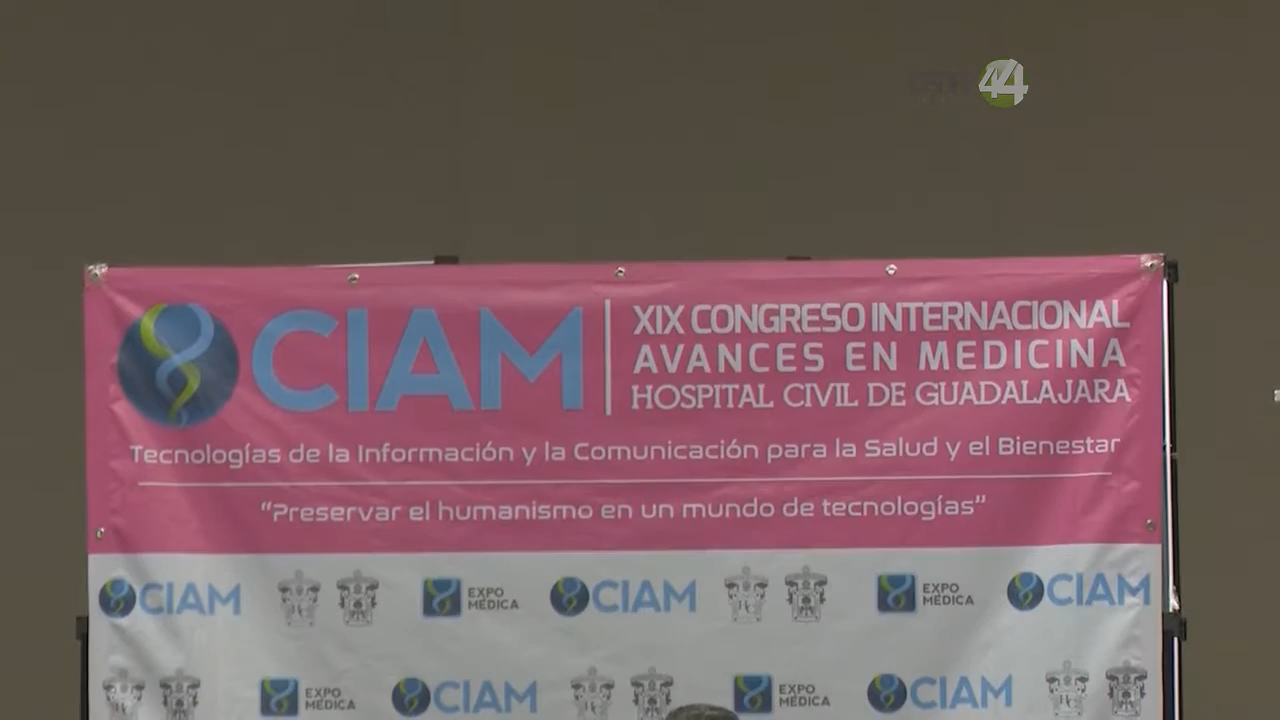 44
CIAM
XIX CONGRESO INTERNACIONAL
AVANCES EN MEDICINA
HOSPITAL CIVIL DE GUADALAJARA
Tecnologías de la Información y la Comunicación para la Salud y el Bienestar
“Preservar el humanismo en un mundo de tecnologías”
CIAM EXPO MÉDICA CIAM EXPO MÉDICA CIAM
EXPO MÉDICA CIAM EXPO MÉDICA CIAM